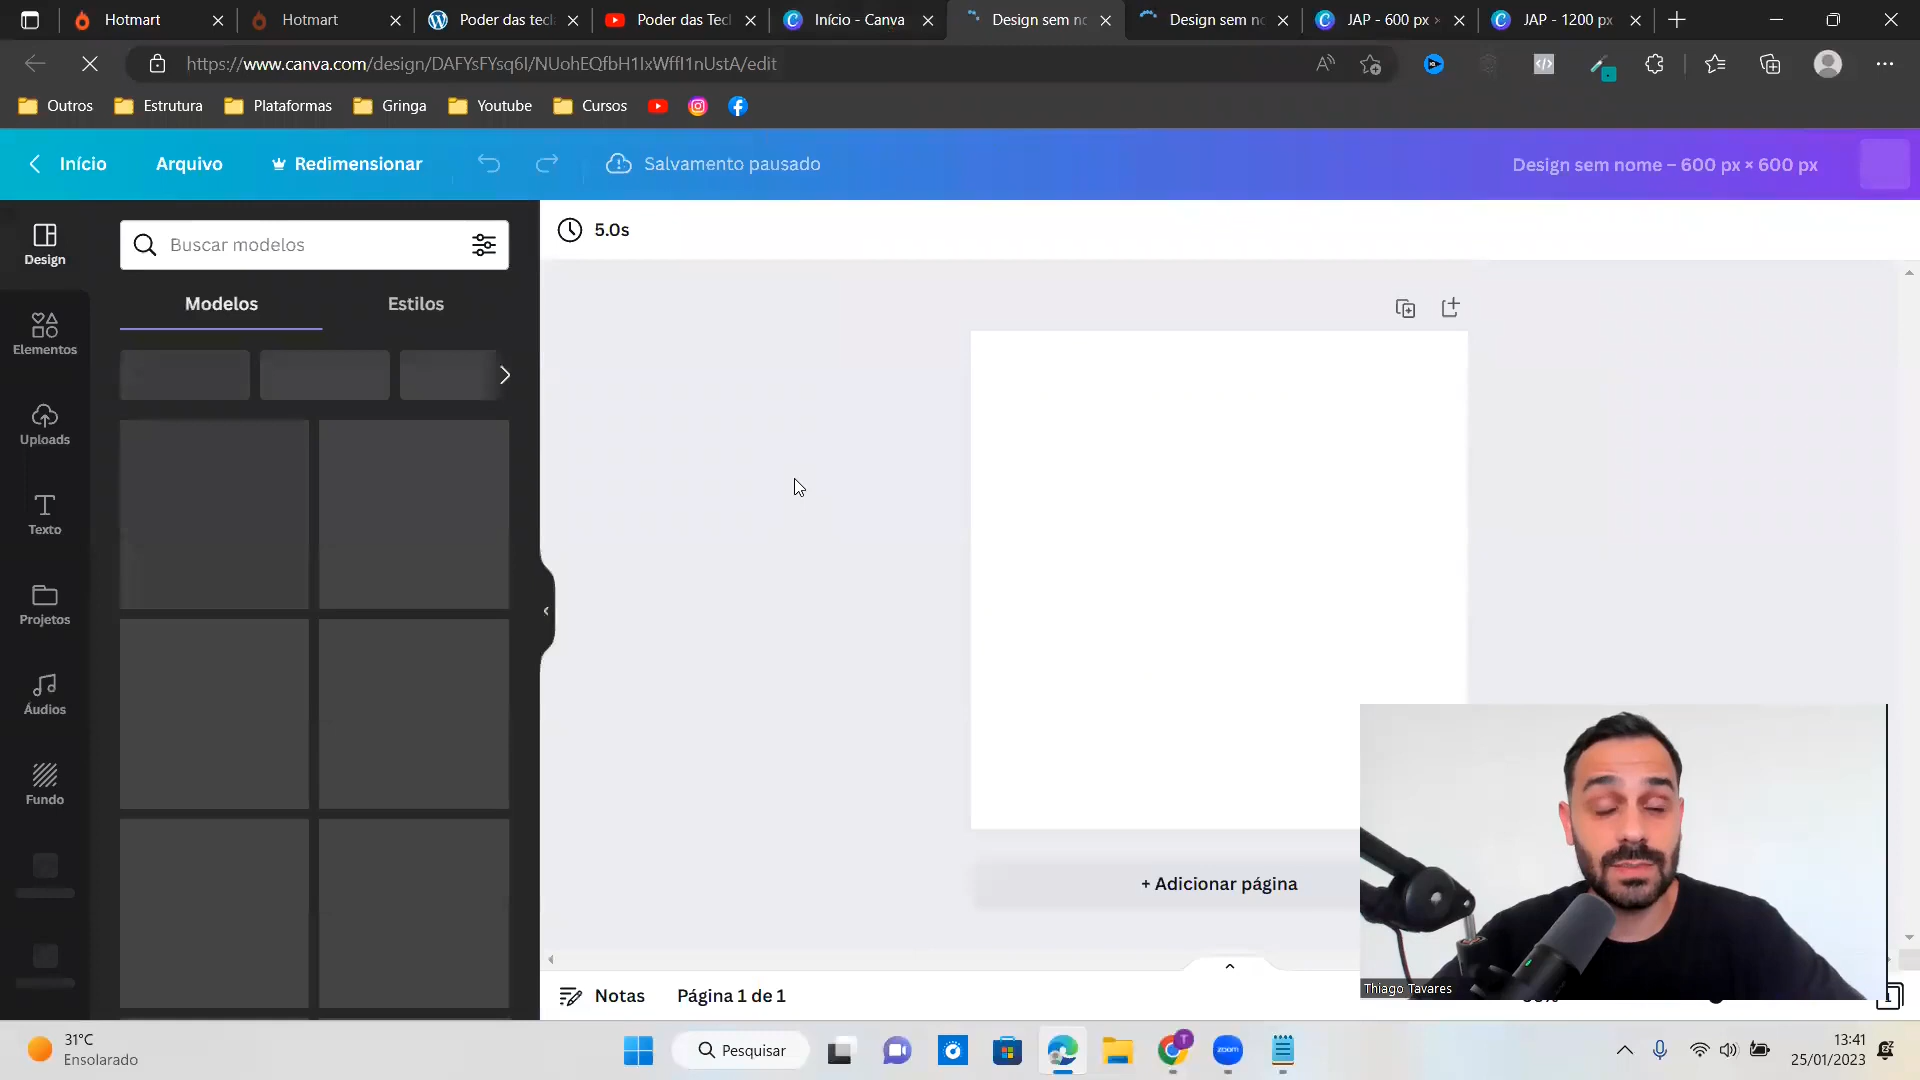 Hotmart
Hotmart
Poder das tecl
Poder das Tecl
Início - Canva
Design sem no
Design sem no
JAP - 600 px ×
JAP - 1200 px
https://www.canva.com/design/DAFYsFYsq6I/NUohEQfbH1IxWffI1nUstA/edit
Outros
Estrutura
Plataformas
Gringa
Youtube
Cursos
Início
Arquivo
Redimensionar
Salvamento pausado
Design sem nome – 600 px × 600 px
Design
Elementos
Uploads
Texto
Projetos
Áudios
Fundo
Buscar modelos
Modelos
Estilos
5.0s
+ Adicionar página
Notas
Página 1 de 1
Thiago Tavares
31°C
Ensolarado
Pesquisar
T
zoom
13:41
25/01/2023